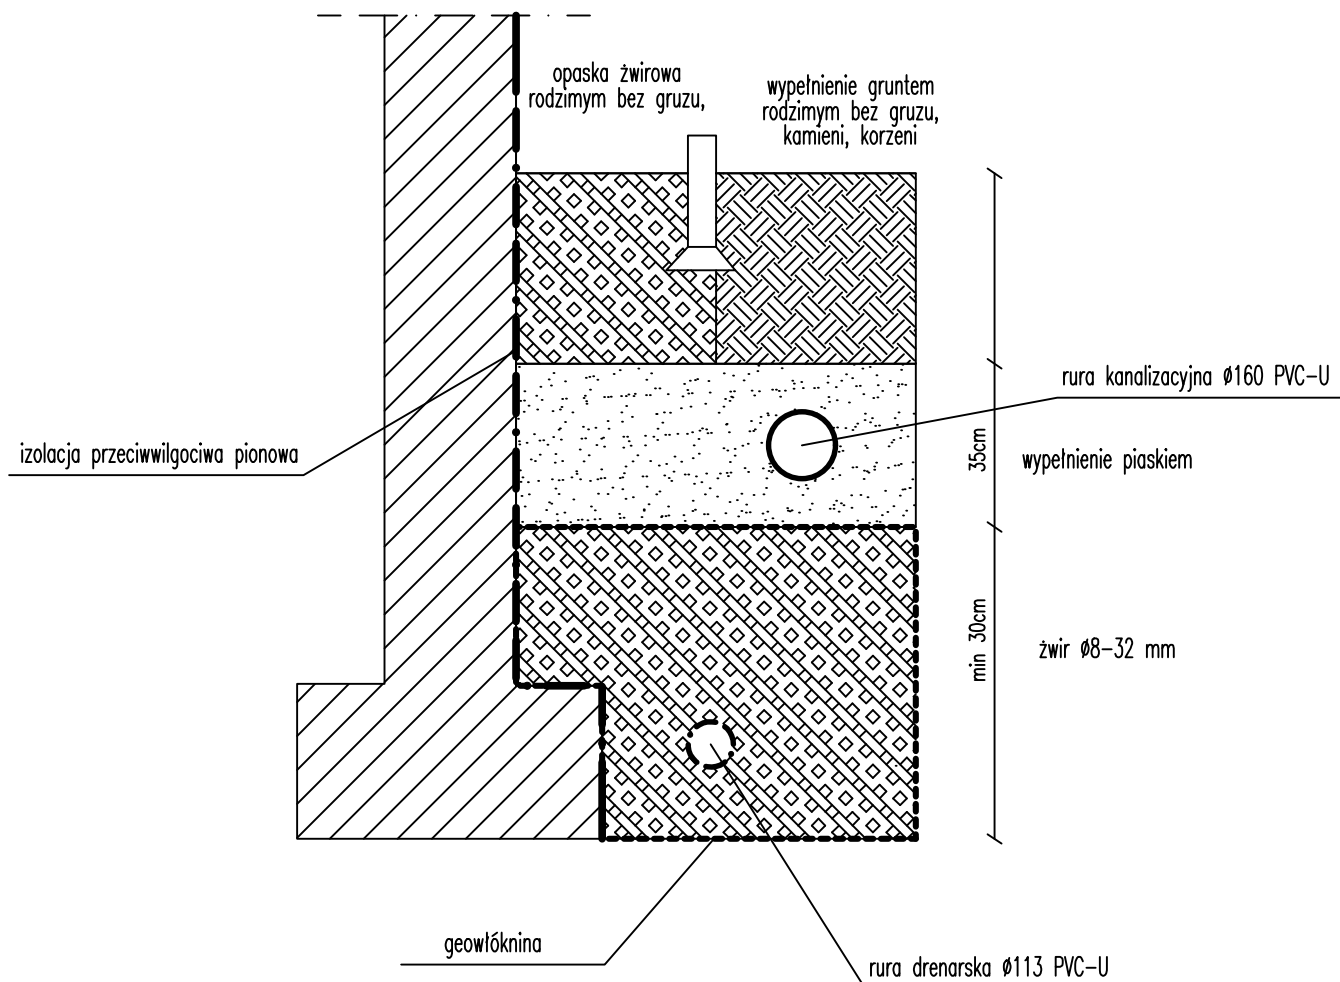 opaska żwirowa
rodzimym bez gruzu,
wypełnienie gruntem
rodzimym bez gruzu,
kamieni, korzeni
rura kanalizacyjna ø160 PVC-U
izolacja przeciwwilgociwa pionowa
35cm
wypełnienie piaskiem
min 30cm
żwir ø8-32 mm
geowłóknina
rura drenarska ø113 PVC-U